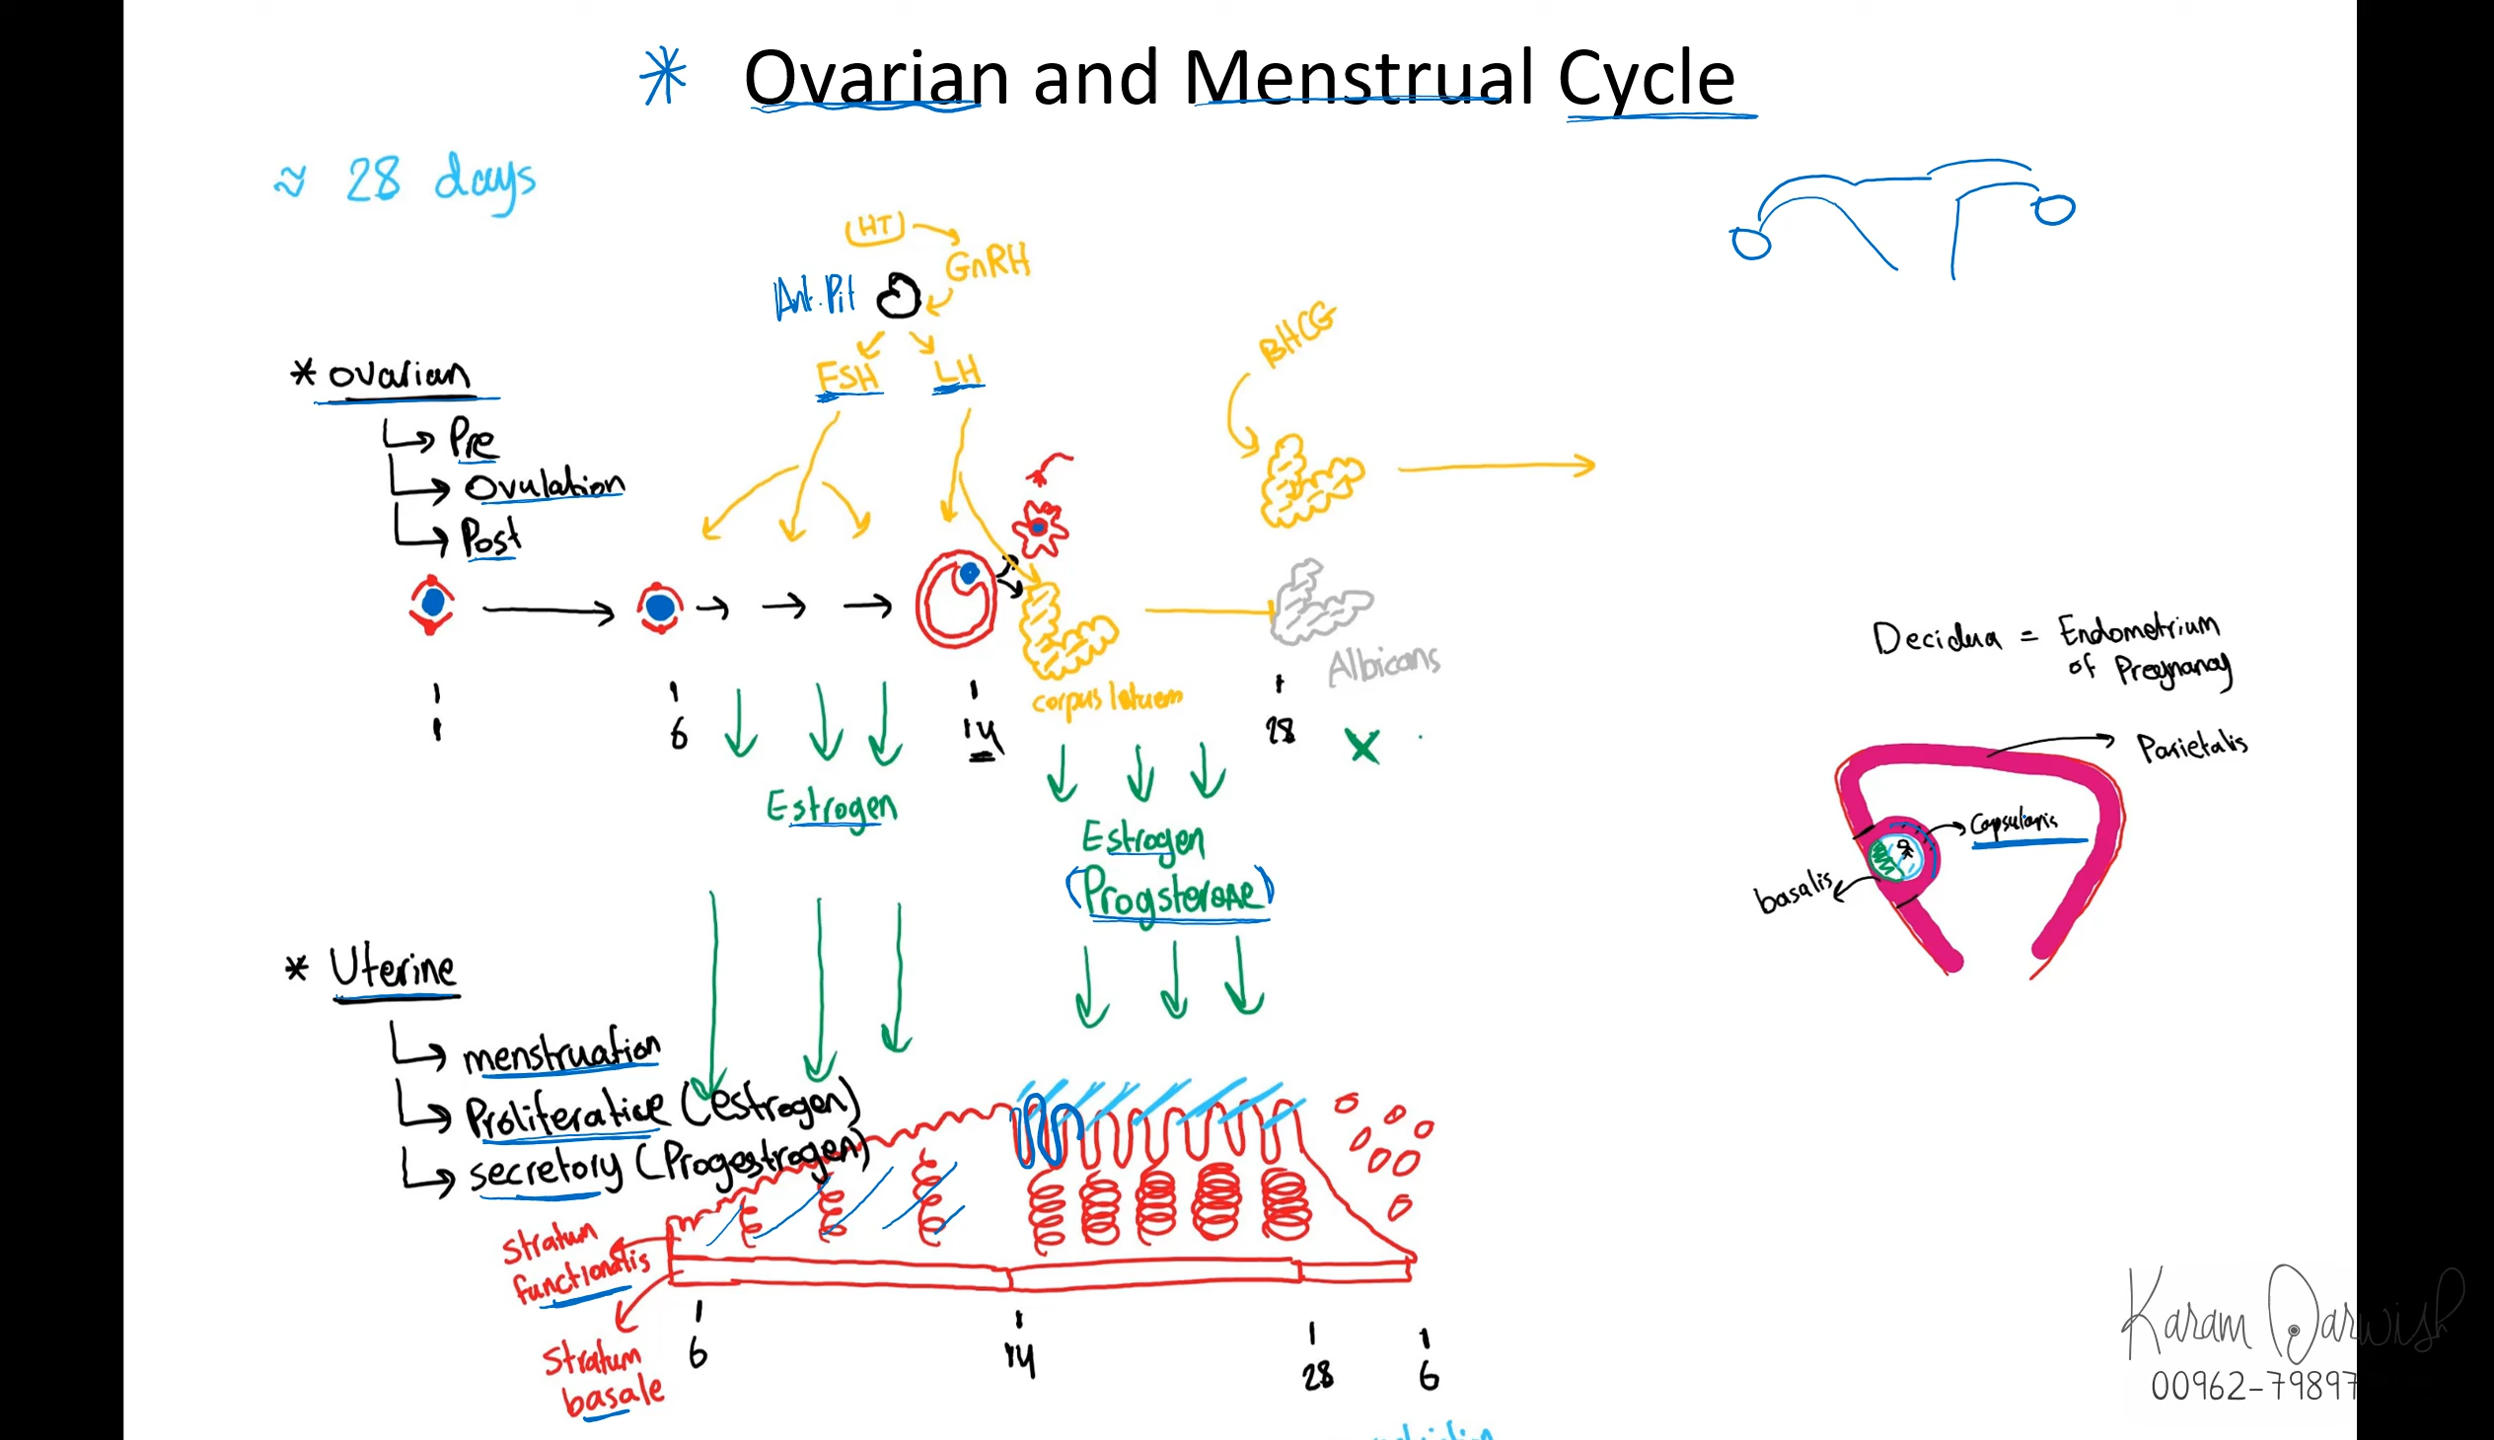 * Ovarian and Menstrual Cycle
≈ 28 days
HT
GnRH
Ant. Pit
FSH LH
BHCG
* ovarian
Pre
Ovulation
Post
Albicans
corpus lutuem
1 6 14 28 X
Estrogen
Estrogen
(Progsterone)
Decidua = Endometrium
of Pregnancy
Parietalis
Capsularis
basalis
* Uterine
menstruation
Proliferative (estrogen)
secretory (Progestrogen)
stratum
functionalis
stratum
basale
6 14 28 6
Karam Darwish
00962-7989